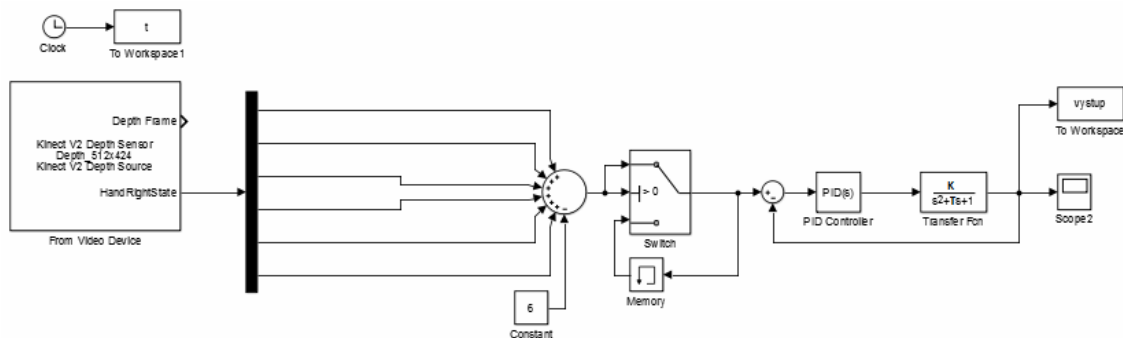 t
Clock
To Workspace1
Depth Frame
Kinect V2 Depth Sensor
Depth_512x424
Kinect V2 Depth Source
HandRightState
From Video Device
+
+
+
+
+
+
−
6
Constant
> 0
Switch
Memory
+
−
PID(s)
PID Controller
K
s²+Ts+1
Transfer Fcn
vystup
To Workspace
Scope2